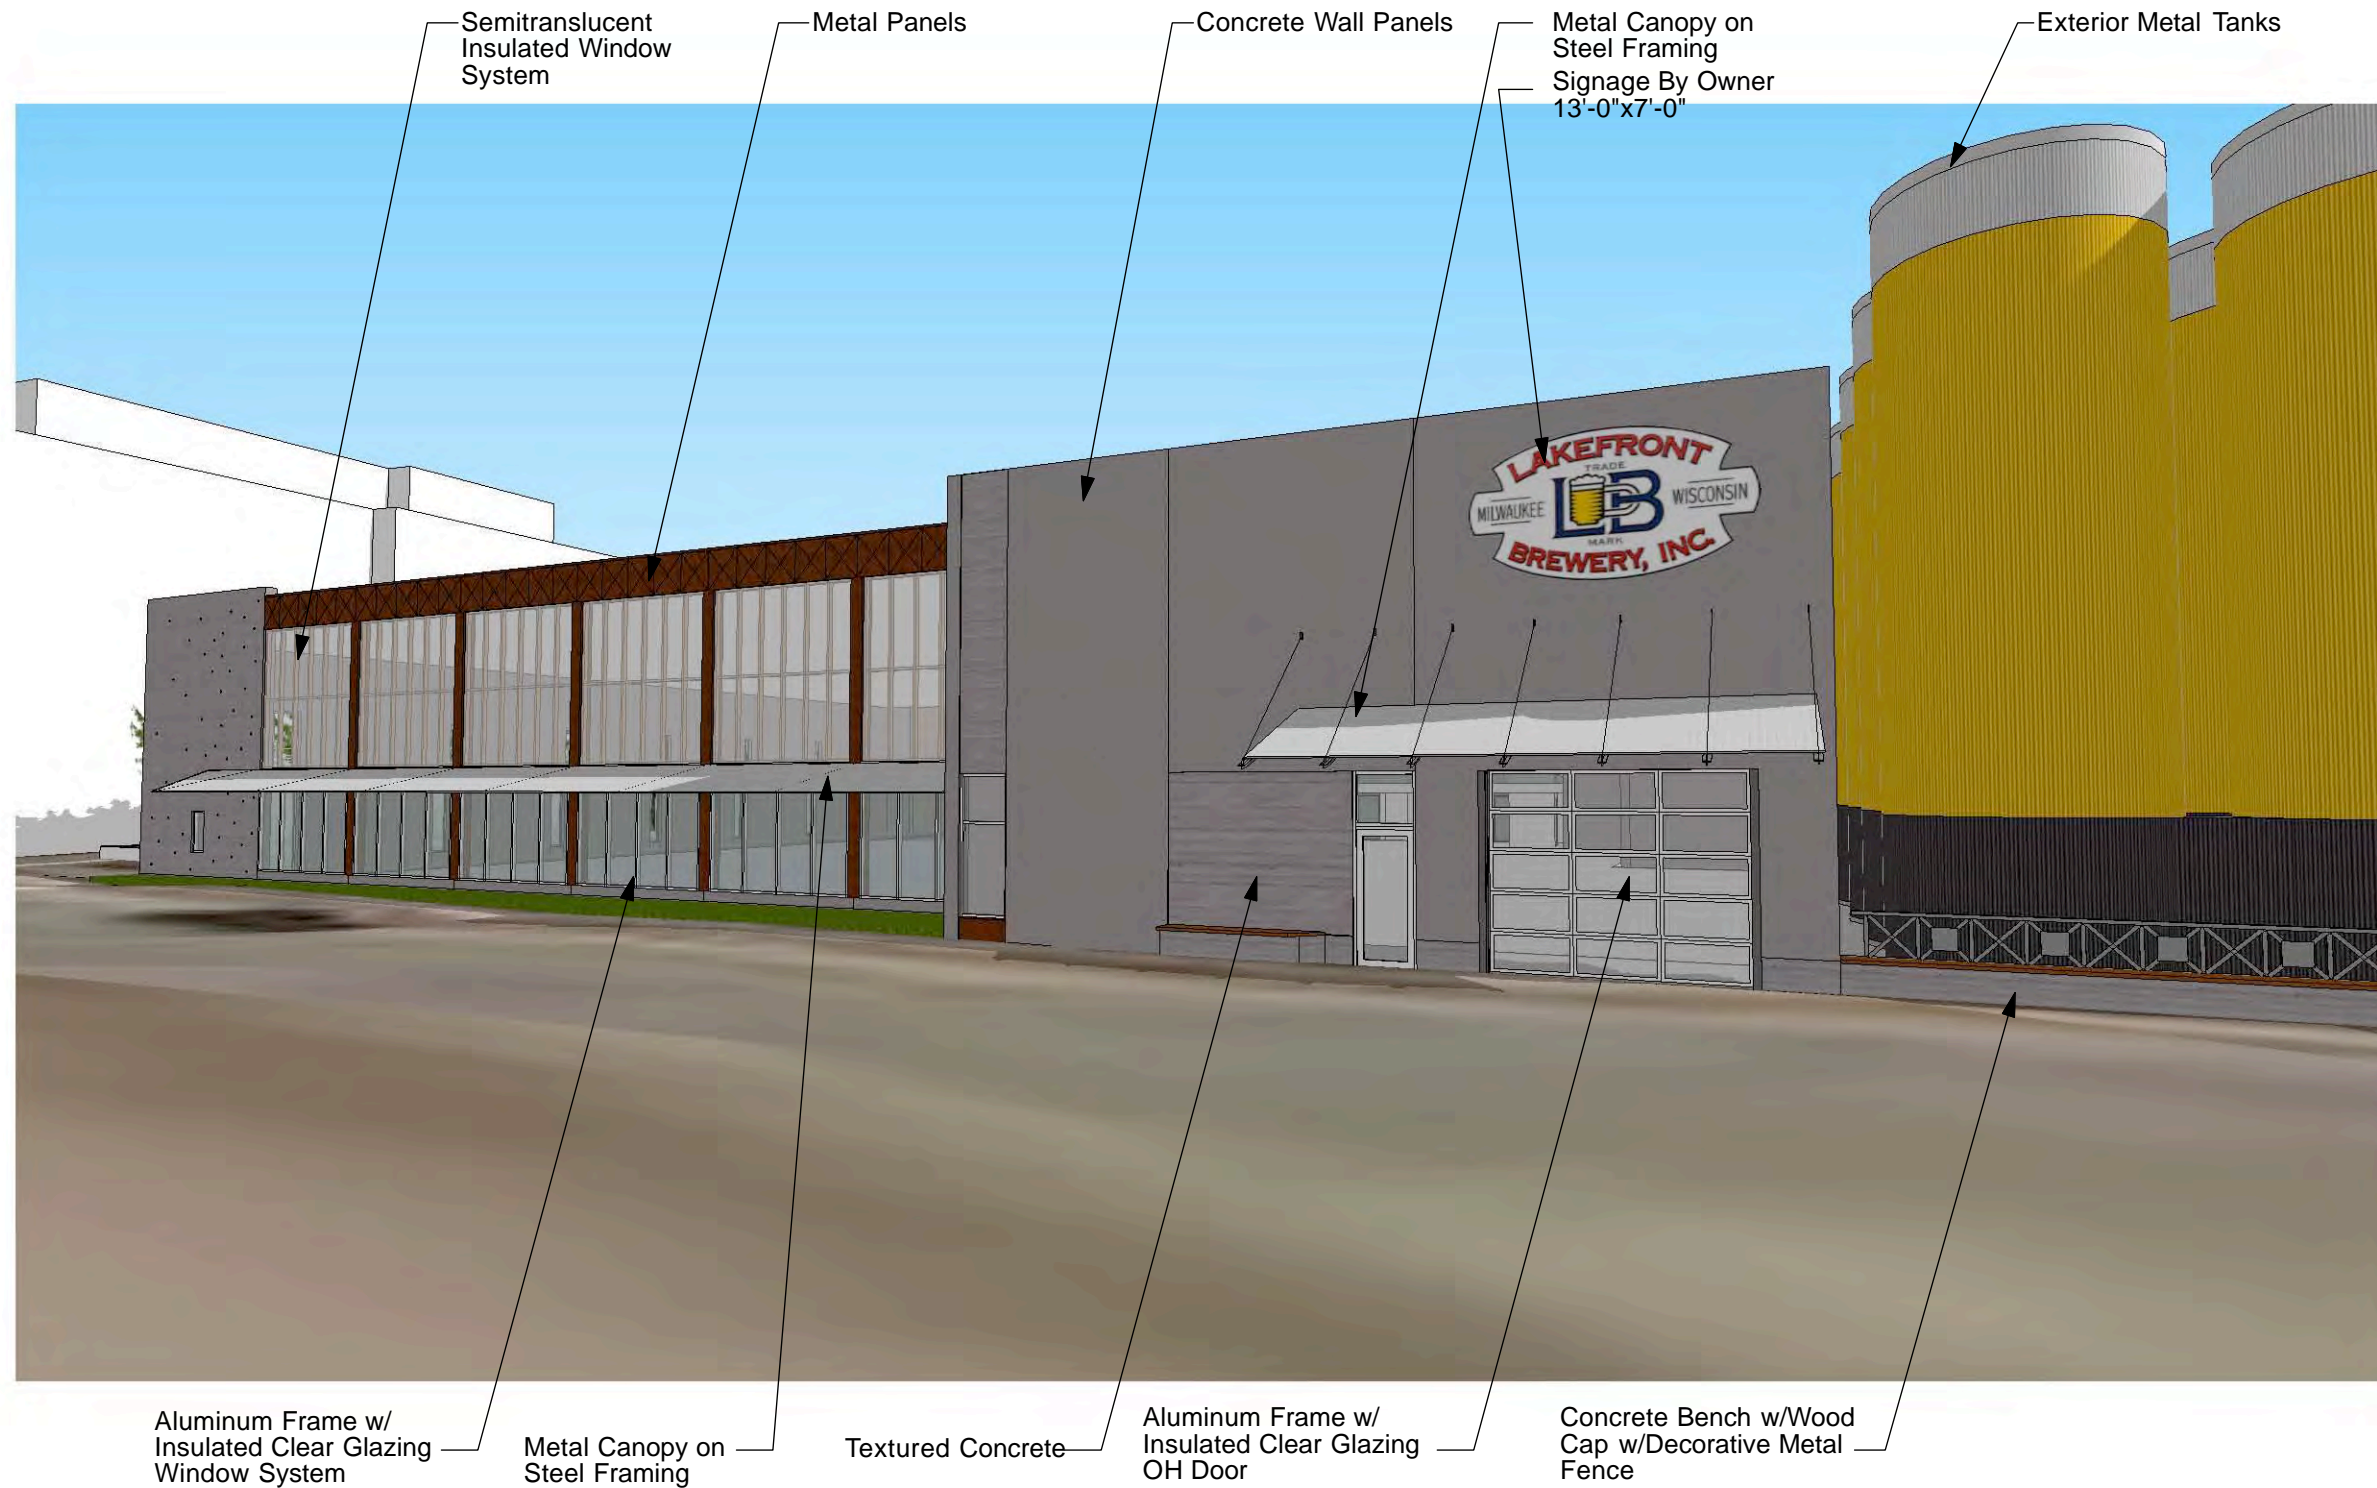 Semitranslucent
Insulated Window
System
Metal Panels
Concrete Wall Panels
Metal Canopy on
Steel Framing
Signage By Owner
13'-0"x7'-0"
Exterior Metal Tanks
LAKEFRONT
TRADE
MILWAUKEE
LB
WISCONSIN
MARK
BREWERY, INC.
Aluminum Frame w/
Insulated Clear Glazing
Window System
Metal Canopy on
Steel Framing
Textured Concrete
Aluminum Frame w/
Insulated Clear Glazing
OH Door
Concrete Bench w/Wood
Cap w/Decorative Metal
Fence